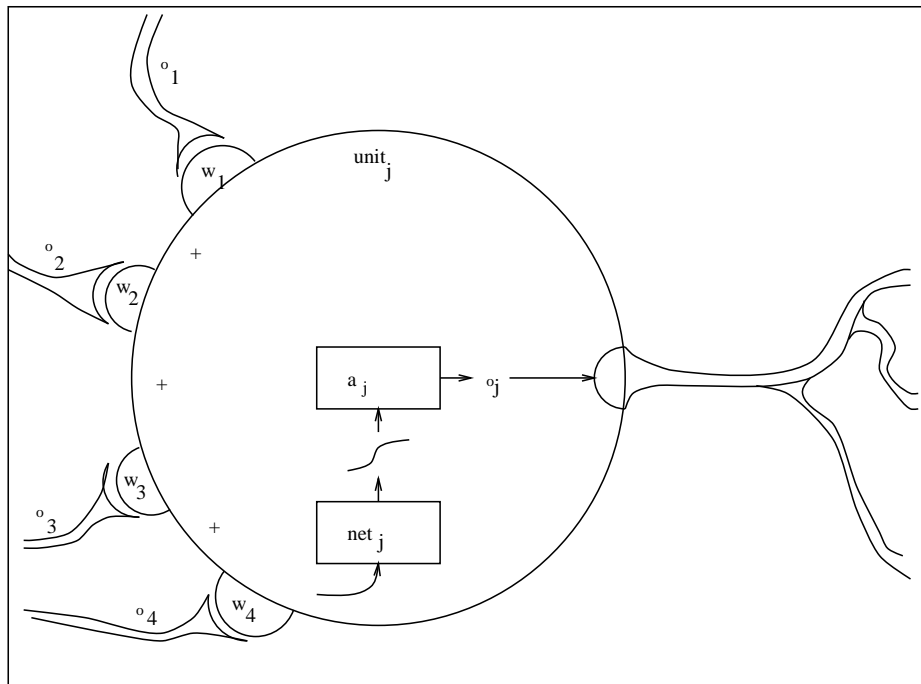 o1
unitj
w1
+
o2
w2
aj
oj
+
w3
o3
+
netj
w4
o4